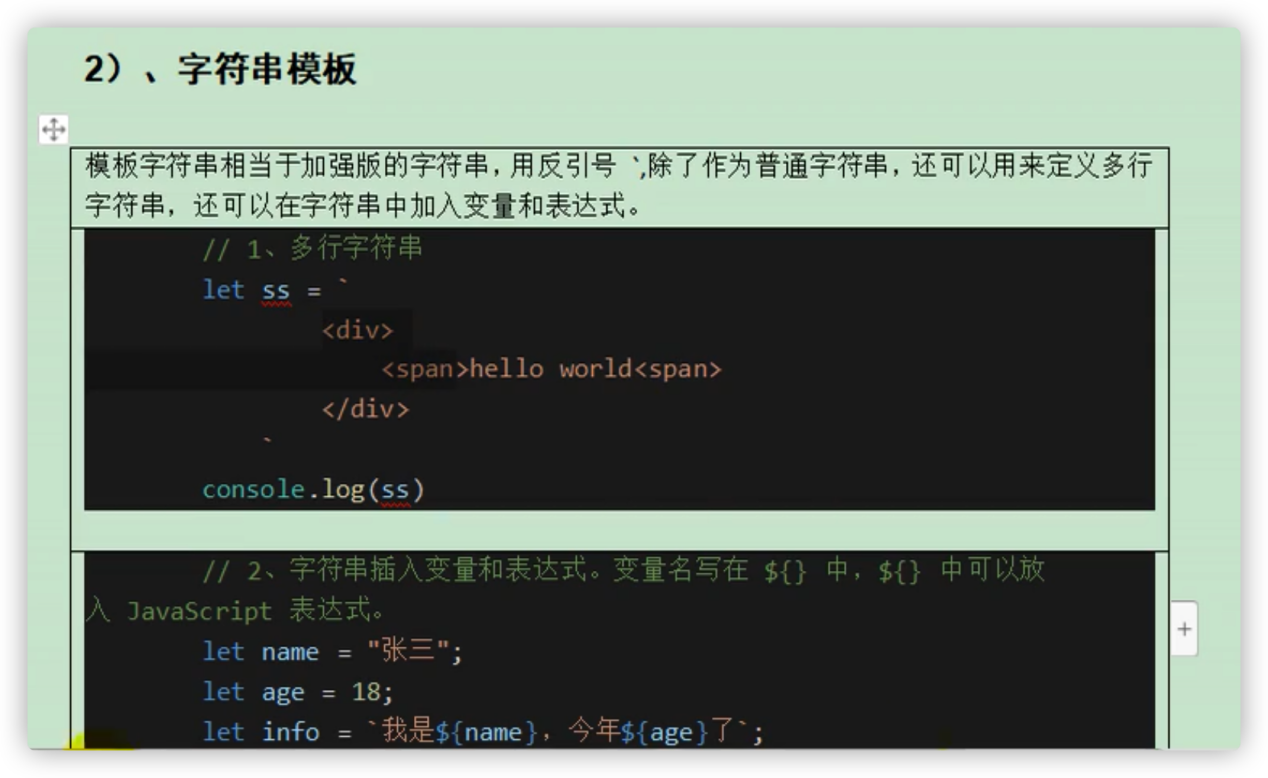 2）、字符串模板
模板字符串相当于加强版的字符串，用反引号 `,除了作为普通字符串，还可以用来定义多行
字符串，还可以在字符串中加入变量和表达式。
// 1、多行字符串
let ss = `
<div>
<span>hello world<span>
</div>
`
console.log(ss)
// 2、字符串插入变量和表达式。变量名写在 ${} 中，${} 中可以放
入 JavaScript 表达式。
let name = "张三";
let age = 18;
let info = `我是${name}，今年${age}了`;